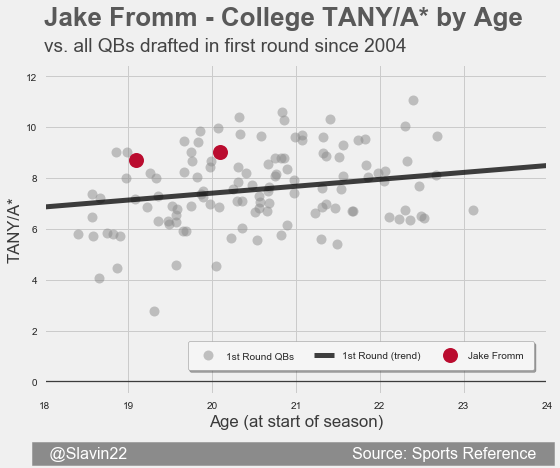 Jake Fromm - College TANY/A* by Age
vs. all QBs drafted in first round since 2004
12
10
8
6
4
2
0
TANY/A*
1st Round QBs
1st Round (trend)
Jake Fromm
18
19
20
21
22
23
24
Age (at start of season)
@Slavin22
Source: Sports Reference